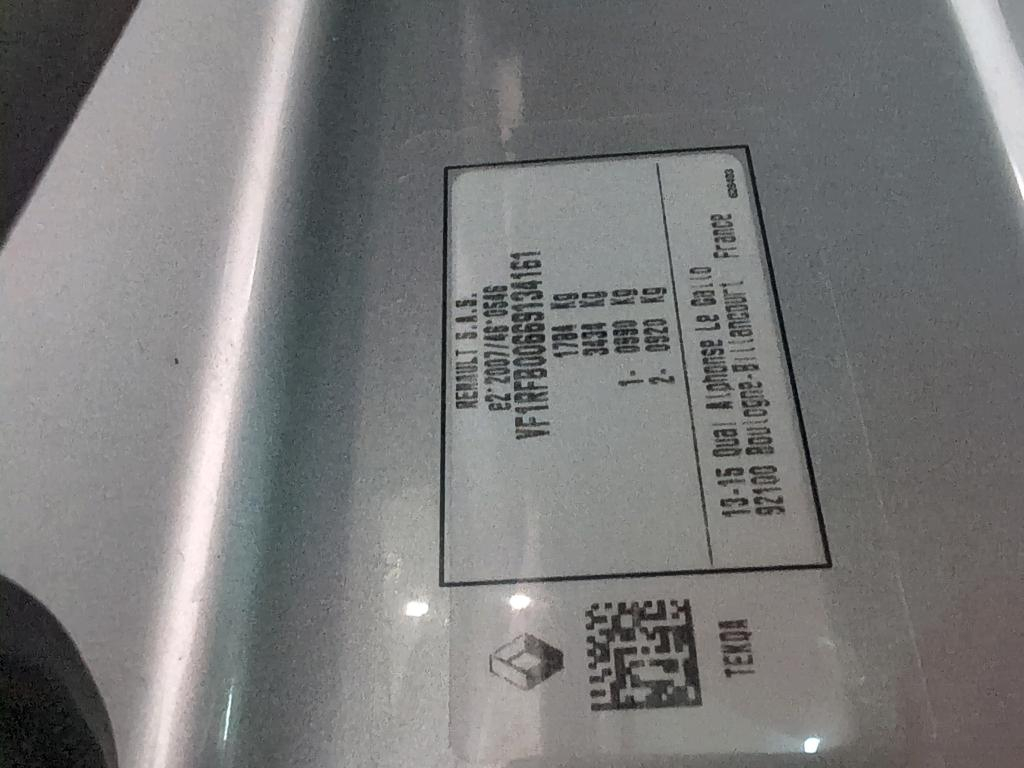 RENAULT S.A.S.
e2*2007/46*0546
VF1RFB00669134161
1784 Kg
3434 Kg
1- 0990 Kg
2- 0920 Kg
13-15 Quai Alphonse Le Gallo
92100 Boulogne-Billancourt France
TEKQA